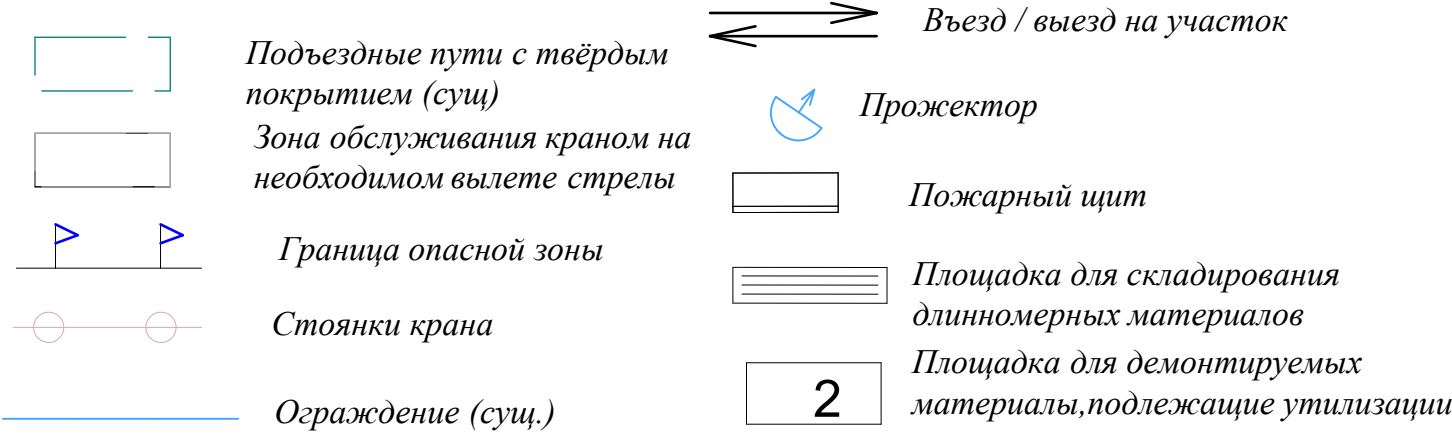 Подъездные пути с твёрдым
покрытием (сущ)
Зона обслуживания краном на
необходимом вылете стрелы
Граница опасной зоны
Стоянки крана
Ограждение (сущ.)
Въезд / выезд на участок
Прожектор
Пожарный щит
Площадка для складирования
длинномерных материалов
2
Площадка для демонтируемых
материалы,подлежащие утилизации